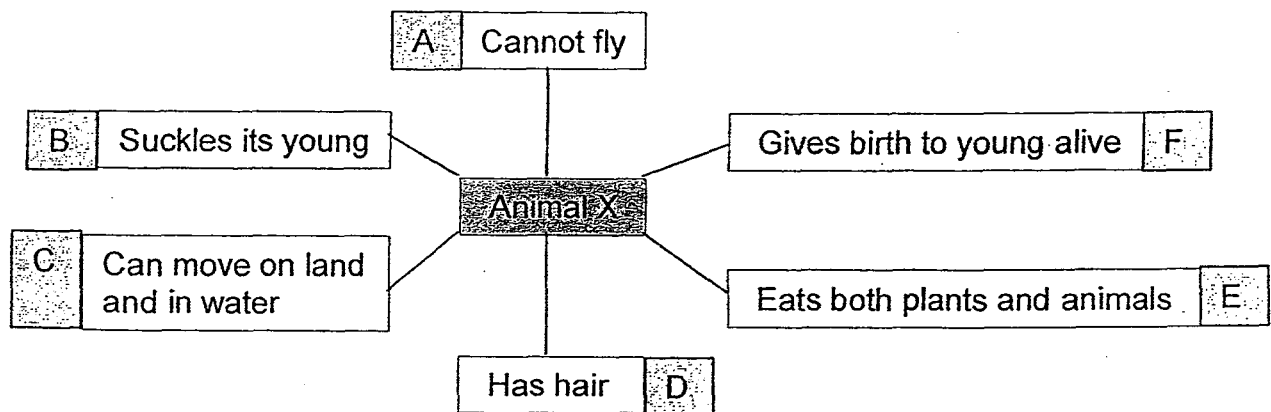 A Cannot fly
B Suckles its young
Gives birth to young alive F
Animal X
C Can move on land
and in water
Eats both plants and animals E
Has hair D